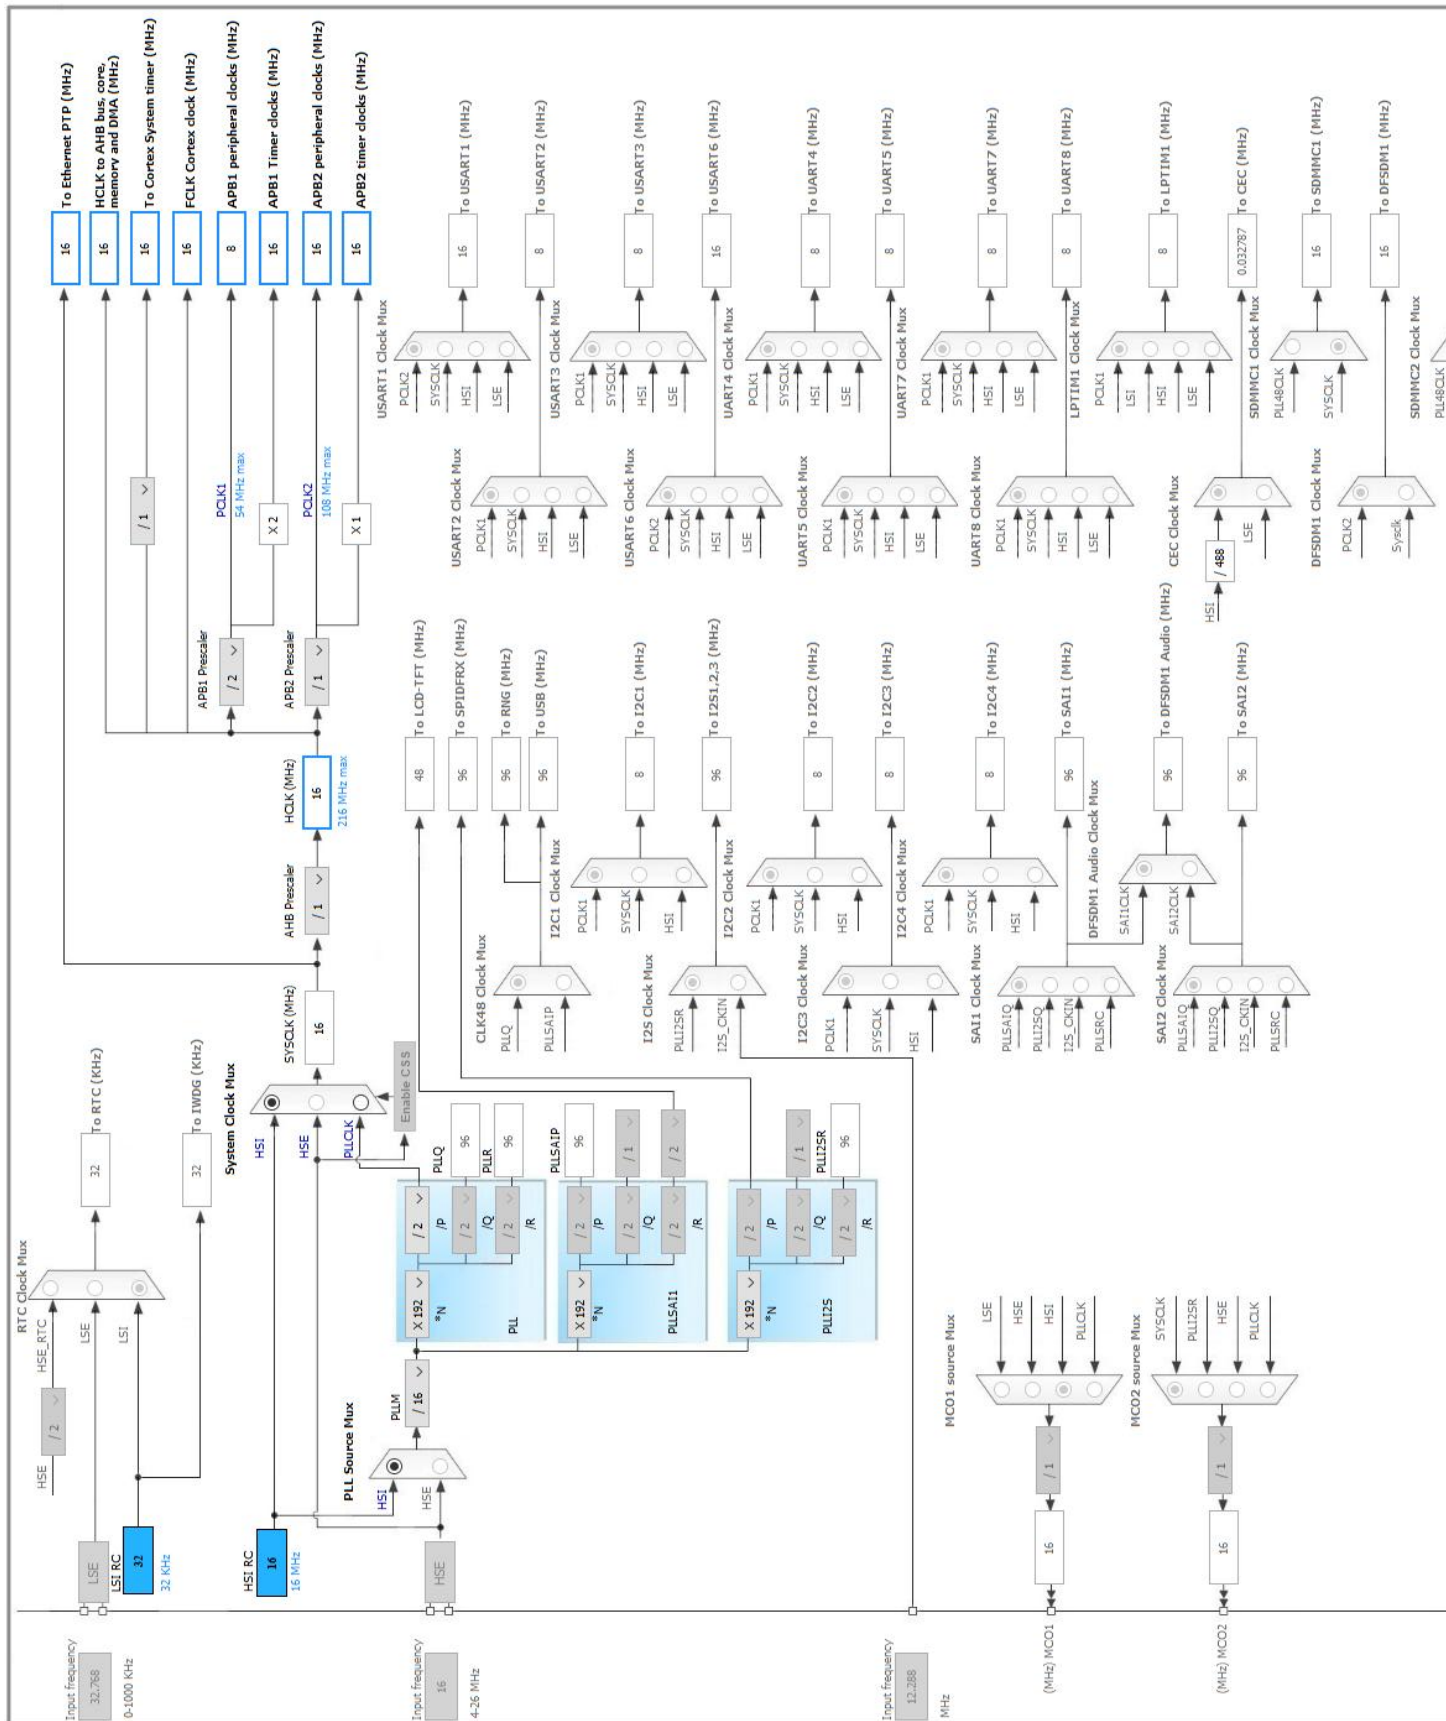 Input frequency
32.768
0-1000 KHz
LSE
LSI RC
32
32 KHz
HSE
/ 2
HSE_RTC
LSE
LSI
RTC Clock Mux
32
To RTC (KHz)
32
To IWDG (KHz)
HSI RC
16
16 MHz
Input frequency
16
4-26 MHz
HSE
PLL Source Mux
HSI
HSE
PLLM
/ 16
System Clock Mux
HSI
HSE
PLLCLK
Enable CSS
SYSCLK (MHz)
16
AHB Prescaler
/ 1
HCLK (MHz)
16
216 MHz max
APB1 Prescaler
/ 2
APB2 Prescaler
/ 1
/ 1
PCLK1
54 MHz max
X 2
PCLK2
108 MHz max
X 1
16
To Ethernet PTP (MHz)
16
HCLK to AHB bus, core,
memory and DMA (MHz)
16
To Cortex System timer (MHz)
16
FCLK Cortex clock (MHz)
8
APB1 peripheral clocks (MHz)
16
APB1 Timer clocks (MHz)
16
APB2 peripheral clocks (MHz)
16
APB2 timer clocks (MHz)
X 192
*N
PLL
/ 2
/P
/ 2
/Q
/ 2
/R
PLLQ
96
PLLR
96
X 192
*N
PLLSAI1
/ 2
/P
/ 2
/Q
/ 2
/R
PLLSAIP
96
/ 1
/ 2
X 192
*N
PLLI2S
/ 2
/P
/ 2
/Q
/ 2
/R
/ 1
PLLI2SR
96
48
To LCD-TFT (MHz)
96
To SPIDFRX (MHz)
CLK48 Clock Mux
PLLQ
PLLSAIP
96
To RNG (MHz)
96
To USB (MHz)
I2C1 Clock Mux
PCLK1
SYSCLK
HSI
8
To I2C1 (MHz)
I2S Clock Mux
PLLI2SR
I2S_CKIN
96
To I2S1,2,3 (MHz)
I2C2 Clock Mux
PCLK1
SYSCLK
HSI
8
To I2C2 (MHz)
I2C3 Clock Mux
PCLK1
SYSCLK
HSI
8
To I2C3 (MHz)
I2C4 Clock Mux
PCLK1
SYSCLK
HSI
8
To I2C4 (MHz)
SAI1 Clock Mux
PLLSAIQ
PLLI2SQ
I2S_CKIN
PLLSRC
96
To SAI1 (MHz)
DFSDM1 Audio Clock Mux
SAI1CLK
SAI2CLK
96
To DFSDM1 Audio (MHz)
SAI2 Clock Mux
PLLSAIQ
PLLI2SQ
I2S_CKIN
PLLSRC
96
To SAI2 (MHz)
USART1 Clock Mux
PCLK2
SYSCLK
HSI
LSE
16
To USART1 (MHz)
USART2 Clock Mux
PCLK1
SYSCLK
HSI
LSE
8
To USART2 (MHz)
USART3 Clock Mux
PCLK1
SYSCLK
HSI
LSE
8
To USART3 (MHz)
USART6 Clock Mux
PCLK2
SYSCLK
HSI
LSE
16
To USART6 (MHz)
UART4 Clock Mux
PCLK1
SYSCLK
HSI
LSE
8
To UART4 (MHz)
UART5 Clock Mux
PCLK1
SYSCLK
HSI
LSE
8
To UART5 (MHz)
UART7 Clock Mux
PCLK1
SYSCLK
HSI
LSE
8
To UART7 (MHz)
UART8 Clock Mux
PCLK1
SYSCLK
HSI
LSE
8
To UART8 (MHz)
LPTIM1 Clock Mux
PCLK1
LSI
HSI
LSE
8
To LPTIM1 (MHz)
CEC Clock Mux
HSI
/ 488
LSE
0.032787
To CEC (MHz)
SDMMC1 Clock Mux
PLL48CLK
SYSCLK
16
To SDMMC1 (MHz)
DFSDM1 Clock Mux
PCLK2
Sysclk
16
To DFSDM1 (MHz)
SDMMC2 Clock Mux
PLL48CLK
Input frequency
12.288
MHz
MCO1 source Mux
LSE
HSE
HSI
PLLCLK
/ 1
16
(MHz) MCO1
MCO2 source Mux
SYSCLK
PLLI2SR
HSE
PLLCLK
/ 1
16
(MHz) MCO2